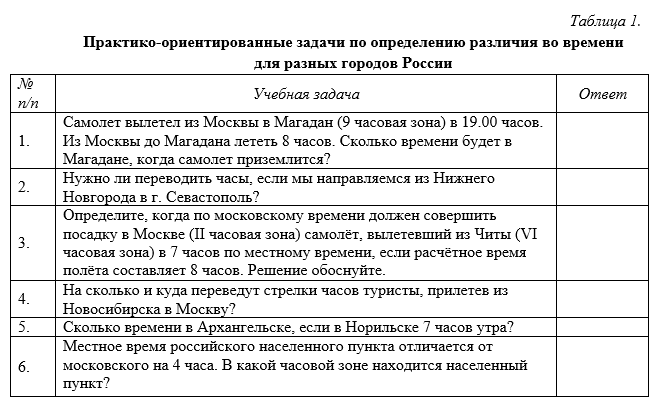 Таблица 1.
Практико-ориентированные задачи по определению различия во времени
для разных городов России
№
п/п
Учебная задача
Ответ
1.
Самолет вылетел из Москвы в Магадан (9 часовая зона) в 19.00 часов.
Из Москвы до Магадана лететь 8 часов. Сколько времени будет в
Магадане, когда самолет приземлится?
2.
Нужно ли переводить часы, если мы направляемся из Нижнего
Новгорода в г. Севастополь?
3.
Определите, когда по московскому времени должен совершить
посадку в Москве (II часовая зона) самолёт, вылетевший из Читы (VI
часовая зона) в 7 часов по местному времени, если расчётное время
полёта составляет 8 часов. Решение обоснуйте.
4.
На сколько и куда переведут стрелки часов туристы, прилетев из
Новосибирска в Москву?
5.
Сколько времени в Архангельске, если в Норильске 7 часов утра?
6.
Местное время российского населенного пункта отличается от
московского на 4 часа. В какой часовой зоне находится населенный
пункт?